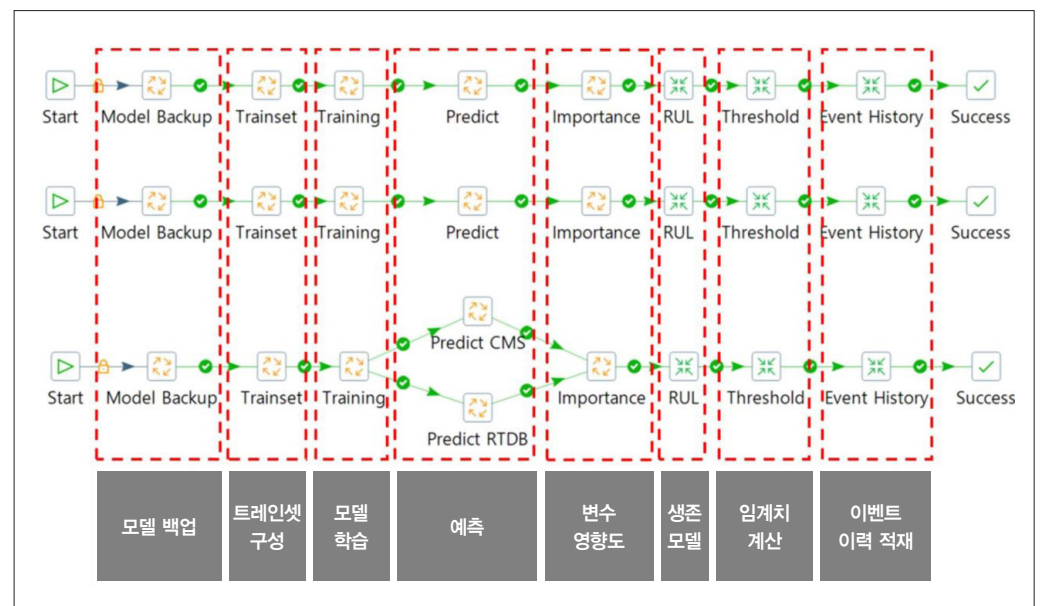 Start Model Backup Trainset Training Predict Importance RUL Threshold Event History Success
Start Model Backup Trainset Training Predict Importance RUL Threshold Event History Success
Predict CMS
Start Model Backup Trainset Training Importance RUL Threshold Event History Success
Predict RTDB
모델 백업 트레인셋 모델 예측 변수 생존 임계치 이벤트
구성 학습 영향도 모델 계산 이력 적재